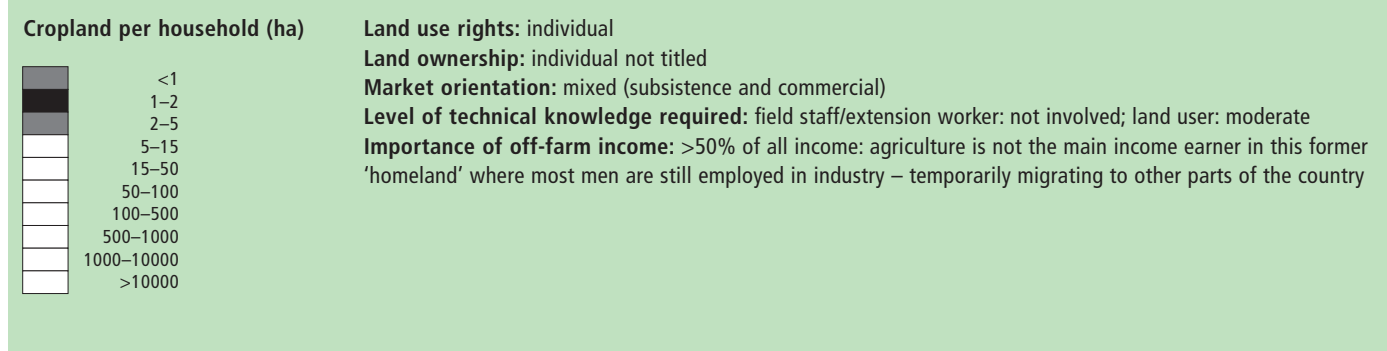 Cropland per household (ha)
<1
1–2
2–5
5–15
15–50
50–100
100–500
500–1000
1000–10000
>10000
Land use rights: individual
Land ownership: individual not titled
Market orientation: mixed (subsistence and commercial)
Level of technical knowledge required: field staff/extension worker: not involved; land user: moderate
Importance of off-farm income: >50% of all income: agriculture is not the main income earner in this former
‘homeland’ where most men are still employed in industry – temporarily migrating to other parts of the country